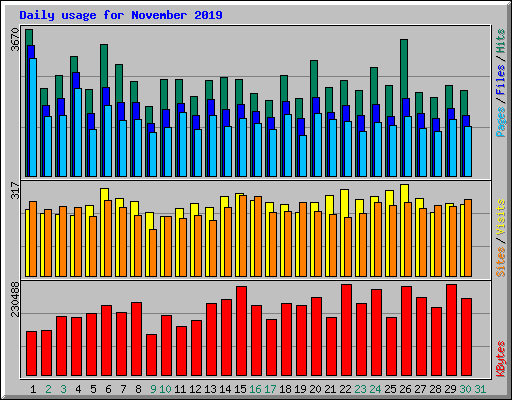 Daily usage for November 2019
3670
Pages / Files / Hits
317
Sites / Visits
230488
KBytes
1 2 3 4 5 6 7 8 9 10 11 12 13 14 15 16 17 18 19 20 21 22 23 24 25 26 27 28 29 30 31